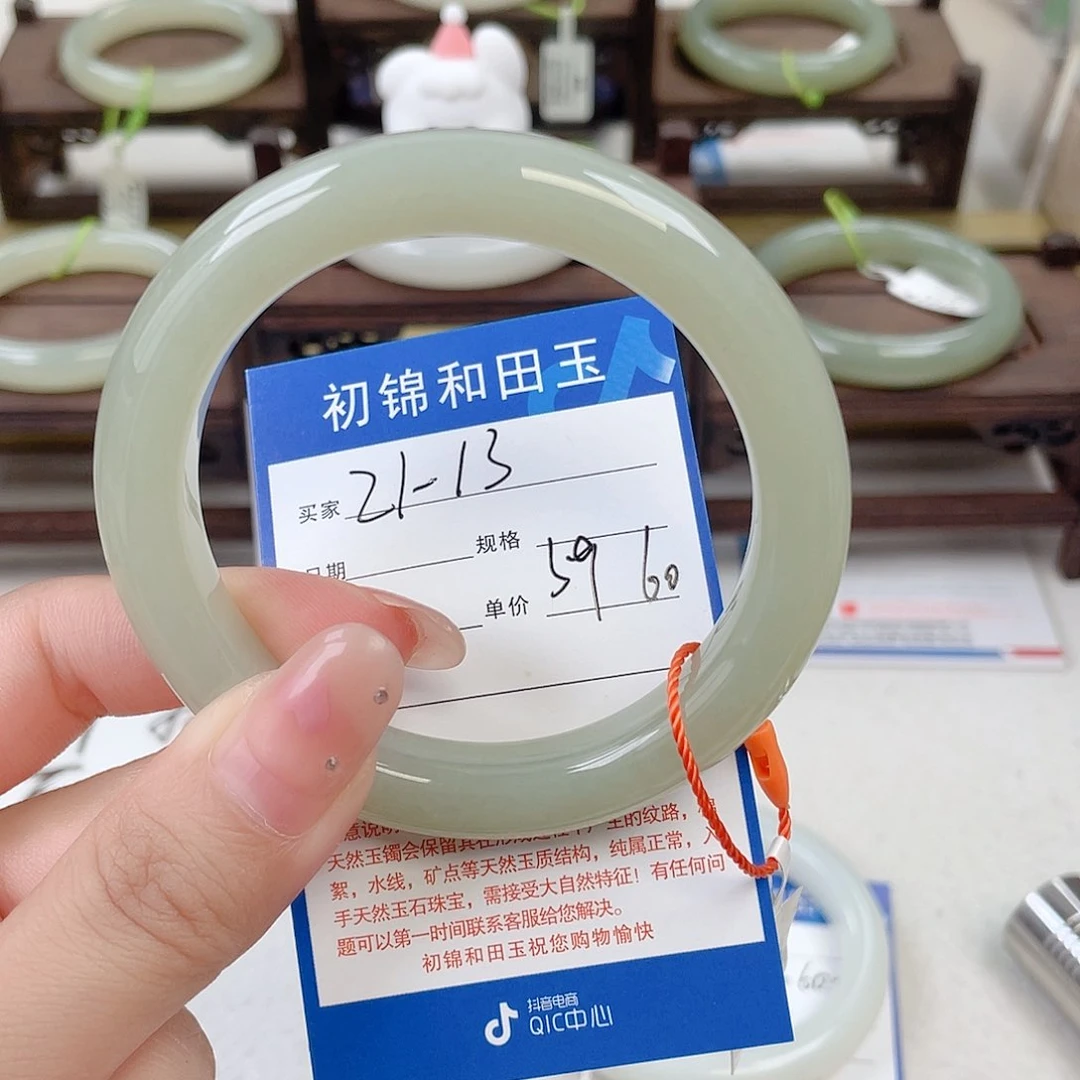 初锦和田玉
买家 21-13
日期 规格
单价 59 60
天然玉镯会保留其在形成过程中产生的纹路,
絮,水线,矿点等天然玉质结构,纯属正常,入
手天然玉石珠宝,需接受大自然特征!有任何问
题可以第一时间联系客服给您解决。
初锦和田玉祝您购物愉快
抖音电商
QIC中心